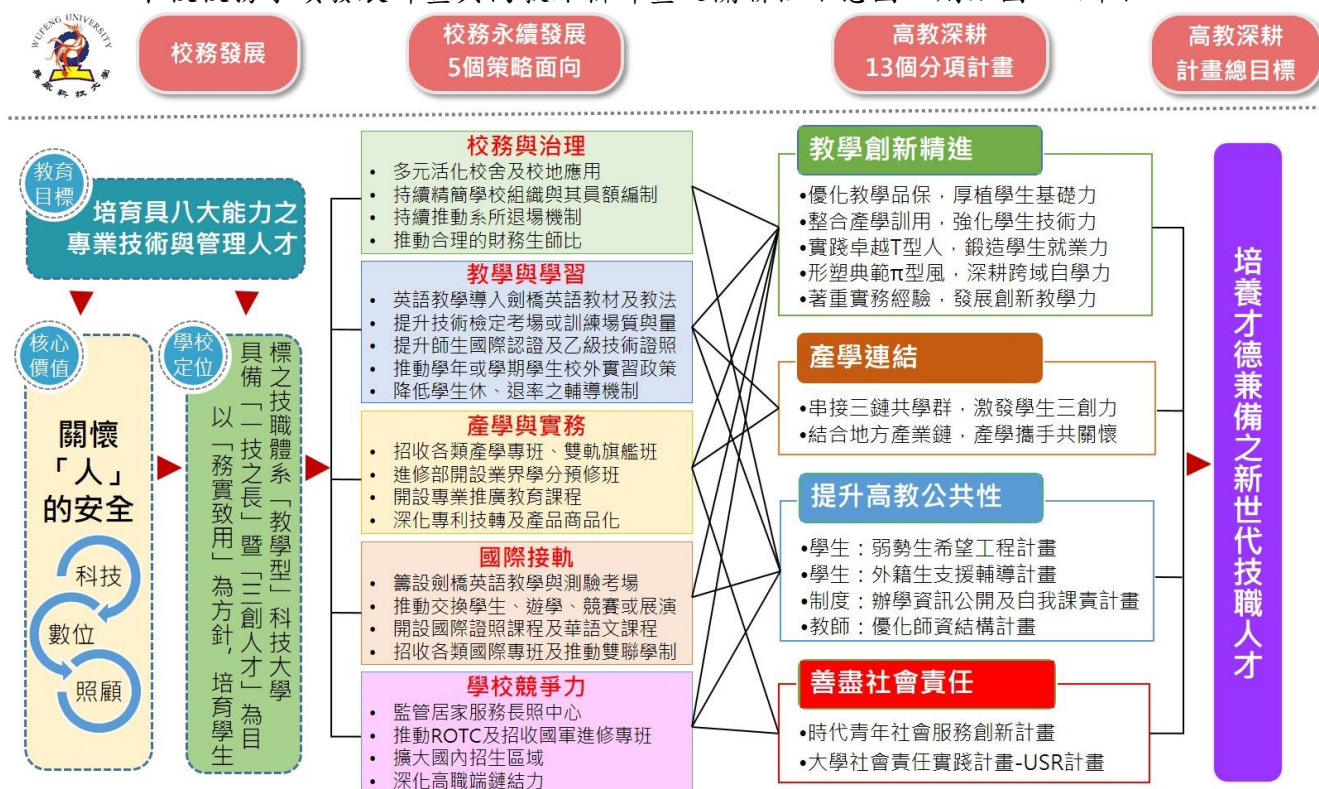 WUFENG UNIVERSITY
吳鳳科技大學
校務發展
校務永續發展
5個策略面向
高教深耕
13個分項計畫
高教深耕
計畫總目標
教育
目標
培育具八大能力之
專業技術與管理人才
核心
價值
關懷
「人」
的安全
科技
數位
照顧
學校
定位
以「務實致用」為方針，培育學生
具備「一技之長」暨「三創人才」為目
標之技職體系「教學型」科技大學
校務與治理
• 多元活化校舍及校地應用
• 持續精簡學校組織與其員額編制
• 持續推動系所退場機制
• 推動合理的財務生師比
教學與學習
• 英語教學導入劍橋英語教材及教法
• 提升技術檢定考場或訓練場質與量
• 提升師生國際認證及乙級技術證照
• 推動學年或學期學生校外實習政策
• 降低學生休、退率之輔導機制
產學與實務
• 招收各類產學專班、雙軌旗艦班
• 進修部開設業界學分預修班
• 開設專業推廣教育課程
• 深化專利技轉及產品商品化
國際接軌
• 籌設劍橋英語教學與測驗考場
• 推動交換學生、遊學、競賽或展演
• 開設國際證照課程及華語文課程
• 招收各類國際專班及推動雙聯學制
學校競爭力
• 監管居家服務長照中心
• 推動ROTC及招收國軍進修專班
• 擴大國內招生區域
• 深化高職端鏈結力
教學創新精進
•優化教學品保，厚植學生基礎力
•整合產學訓用，強化學生技術力
•實踐卓越T型人，鍛造學生就業力
•形塑典範π型風，深耕跨域自學力
•著重實務經驗，發展創新教學力
產學連結
•串接三鏈共學群，激發學生三創力
•結合地方產業鏈，產學攜手共關懷
提升高教公共性
•學生：弱勢生希望工程計畫
•學生：外籍生支援輔導計畫
•制度：辦學資訊公開及自我課責計畫
•教師：優化師資結構計畫
善盡社會責任
•時代青年社會服務創新計畫
•大學社會責任實踐計畫-USR計畫
培養才德兼備之新世代技職人才